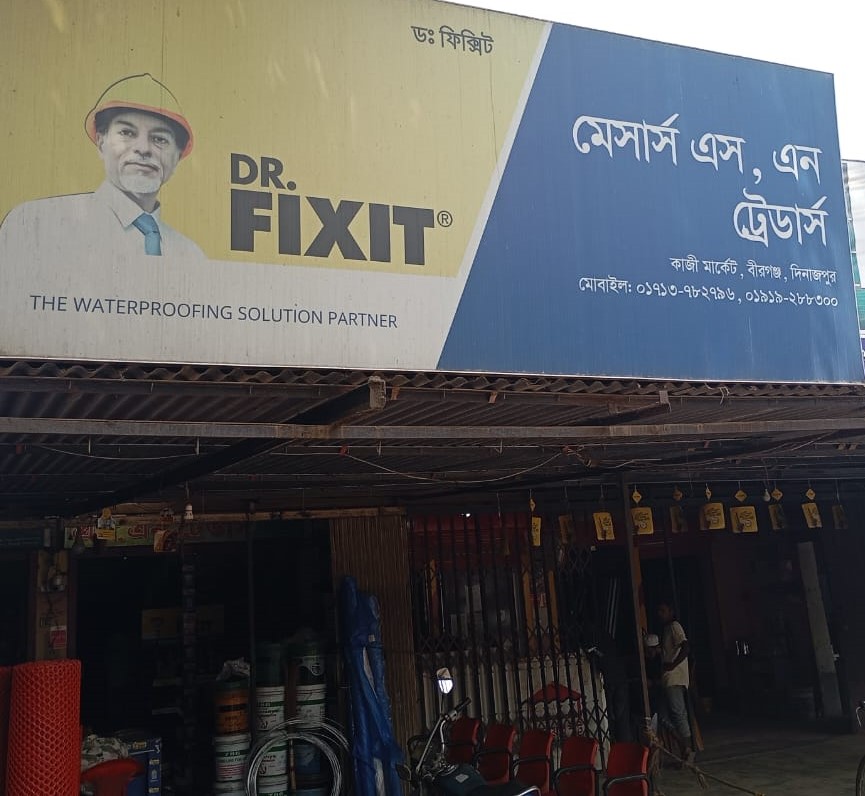 ডঃ ফিক্সিট
DR.
FIXIT®
THE WATERPROOFING SOLUTION PARTNER
মেসার্স এস, এন
ট্রেডার্স
কাজী মার্কেট, বীরগঞ্জ, দিনাজপুর
মোবাইল: ০১৭১৩-৭৮২৭৯৬, ০১৯১৯-২৮৮৩০০